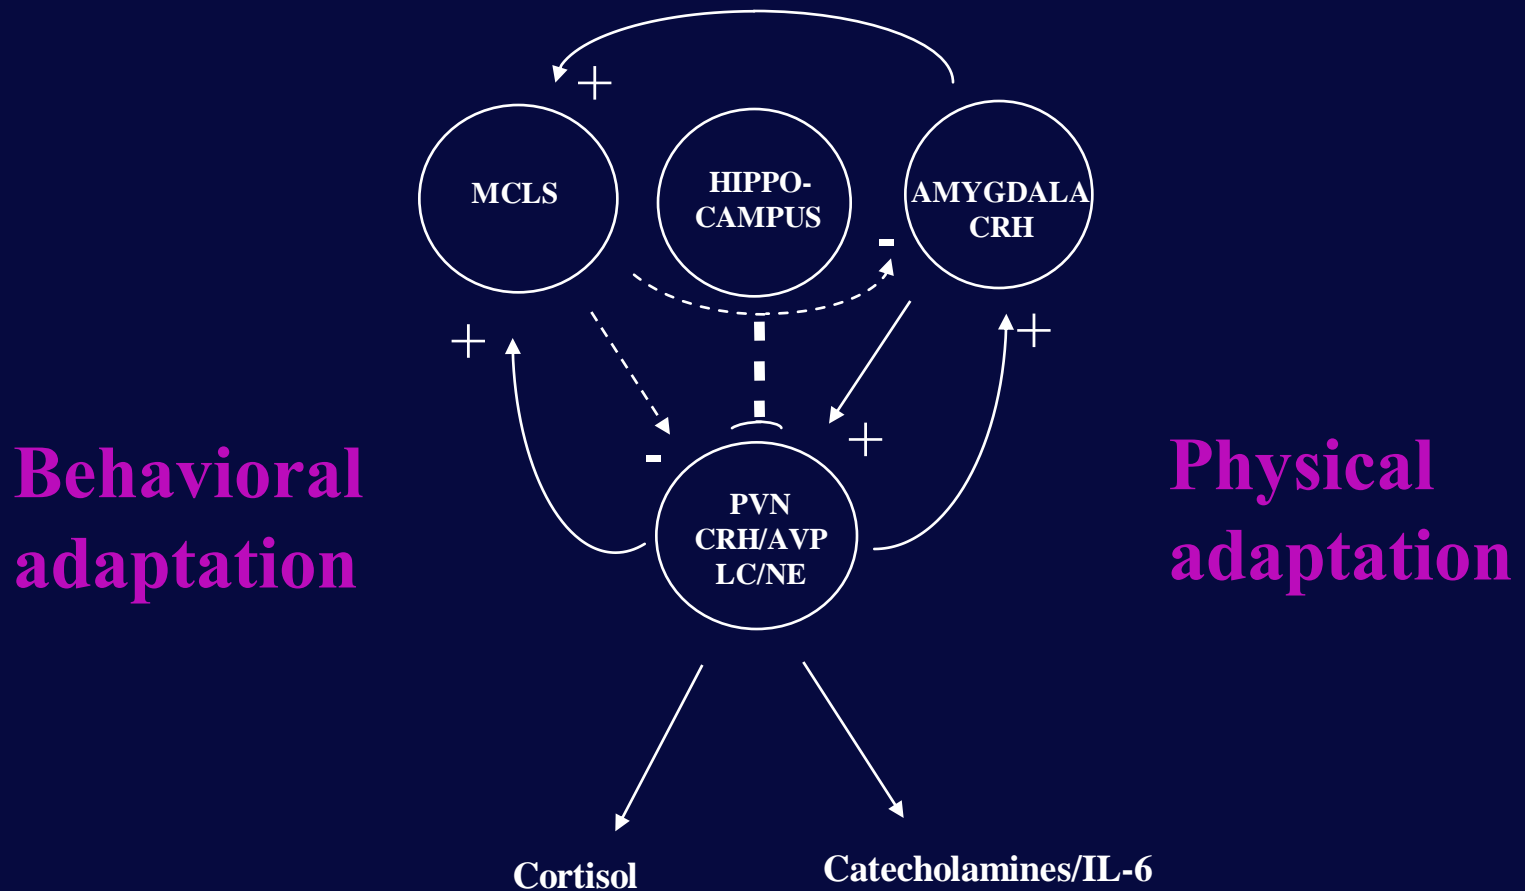 +
MCLS
HIPPO-
CAMPUS
AMYGDALA
CRH
-
+
+
+
-
Behavioral
adaptation
Physical
adaptation
PVN
CRH/AVP
LC/NE
Cortisol
Catecholamines/IL-6